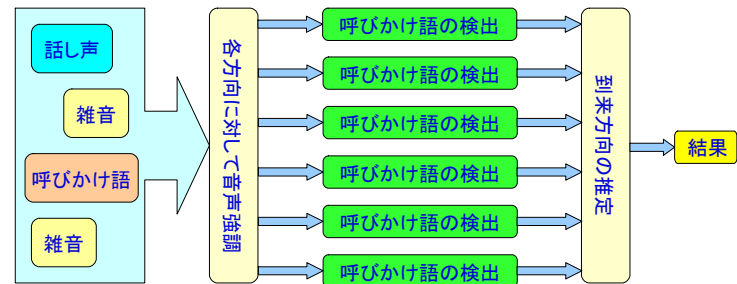 話し声
雑音
呼びかけ語
雑音
各方向に対して音声強調
呼びかけ語の検出
呼びかけ語の検出
呼びかけ語の検出
呼びかけ語の検出
呼びかけ語の検出
呼びかけ語の検出
到来方向の推定
結果